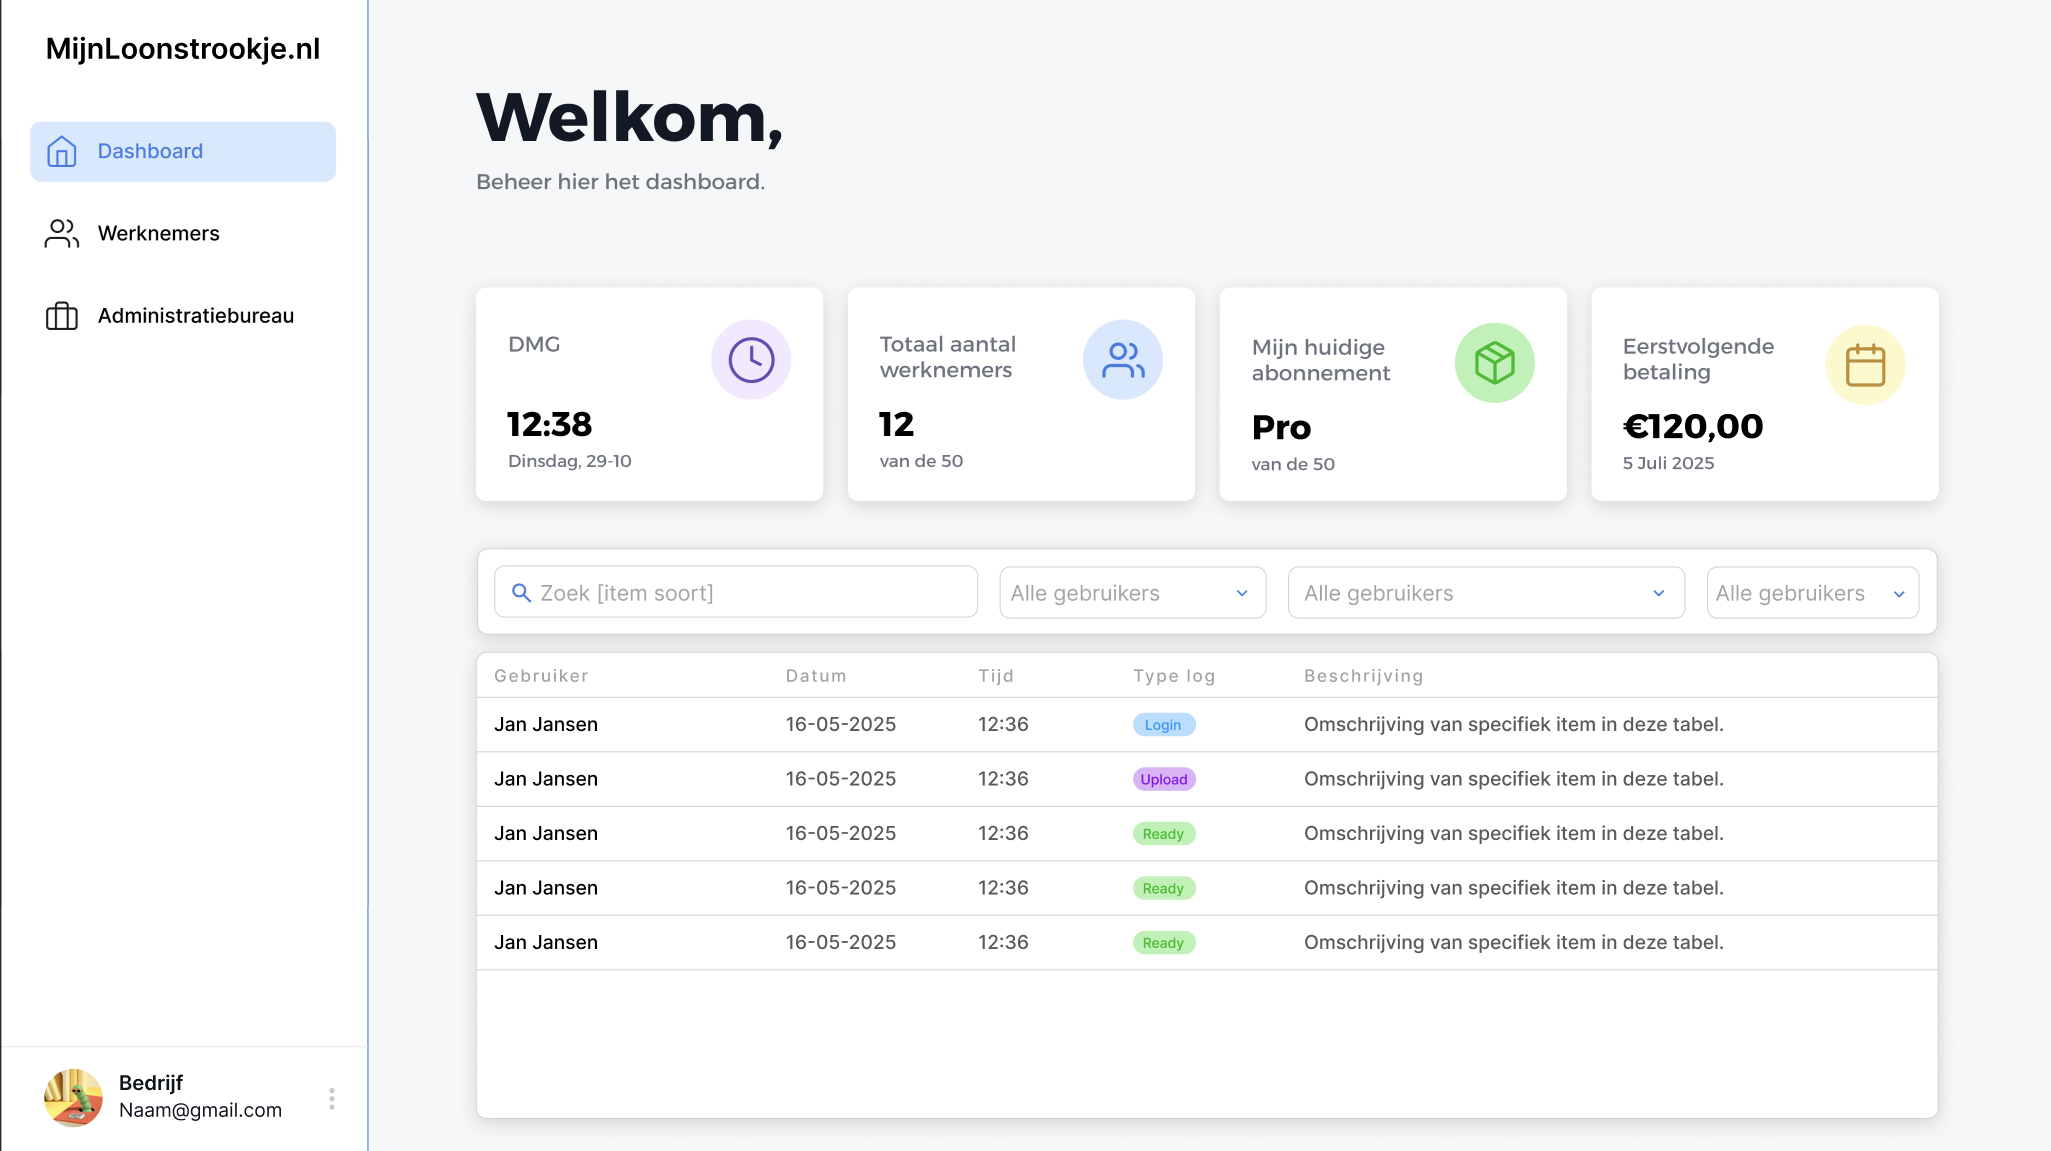 MijnLoonstrookje.nl
Dashboard
Werknemers
Administratiebureau
Bedrijf
Naam@gmail.com
Welkom,
Beheer hier het dashboard.
DMG
12:38
Dinsdag, 29-10
Totaal aantal
werknemers
12
van de 50
Mijn huidige
abonnement
Pro
van de 50
Eerstvolgende
betaling
€120,00
5 Juli 2025
Zoek [item soort] Alle gebruikers Alle gebruikers Alle gebruikers
Gebruiker Datum Tijd Type log Beschrijving
Jan Jansen 16-05-2025 12:36 Login Omschrijving van specifiek item in deze tabel.
Jan Jansen 16-05-2025 12:36 Upload Omschrijving van specifiek item in deze tabel.
Jan Jansen 16-05-2025 12:36 Ready Omschrijving van specifiek item in deze tabel.
Jan Jansen 16-05-2025 12:36 Ready Omschrijving van specifiek item in deze tabel.
Jan Jansen 16-05-2025 12:36 Ready Omschrijving van specifiek item in deze tabel.